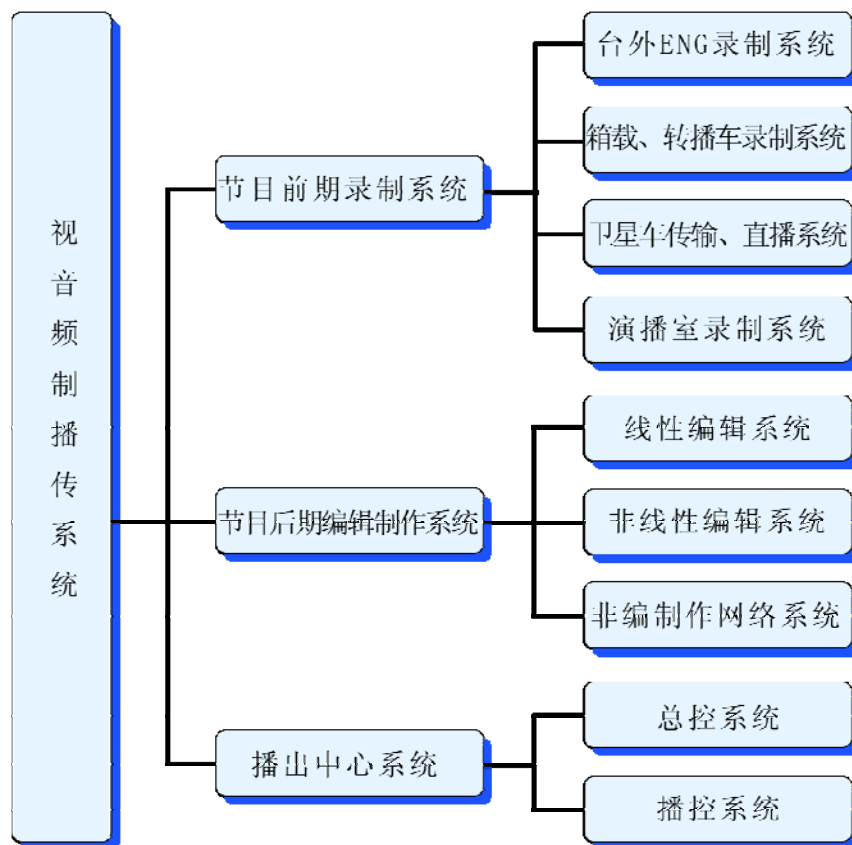 视音频制播传系统
节目前期录制系统
台外ENG录制系统
箱载、转播车录制系统
卫星车传输、直播系统
演播室录制系统
节目后期编辑制作系统
线性编辑系统
非线性编辑系统
非编制作网络系统
播出中心系统
总控系统
播控系统